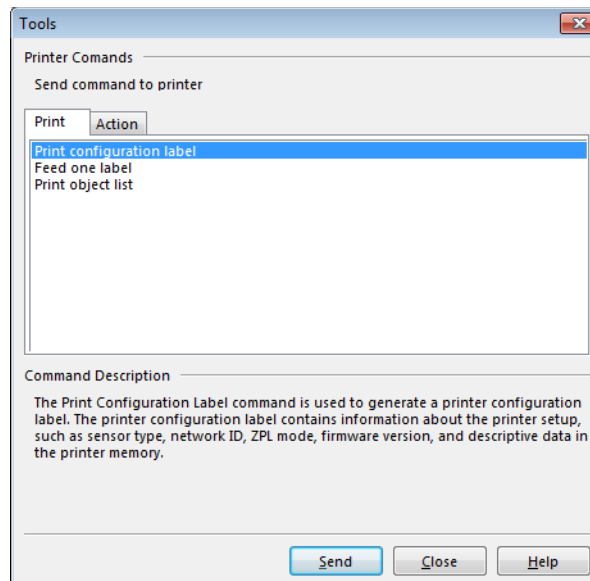 Tools
Printer Comands
Send command to printer
Print
Action
Print configuration label
Feed one label
Print object list
Command Description
The Print Configuration Label command is used to generate a printer configuration
label. The printer configuration label contains information about the printer setup,
such as sensor type, network ID, ZPL mode, firmware version, and descriptive data in
the printer memory.
Send
Close
Help